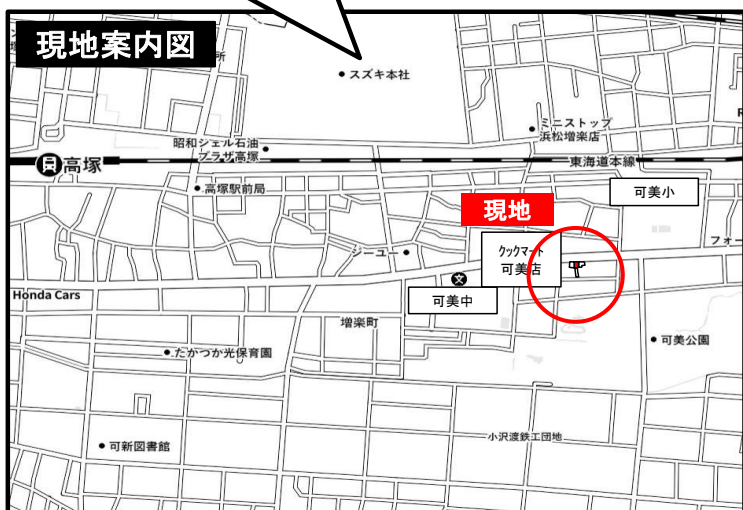 現地案内図
スズキ本社
昭和シェル石油
プラザ高塚
ミニストップ
浜松増楽店
高塚
東海道本線
高塚駅前局
可美小
現地
ジーユー
クックマート
可美店
フォー
文
可美中
Honda Cars
増楽町
たかつか光保育園
可美公園
可新図書館
小沢渡鉄工団地